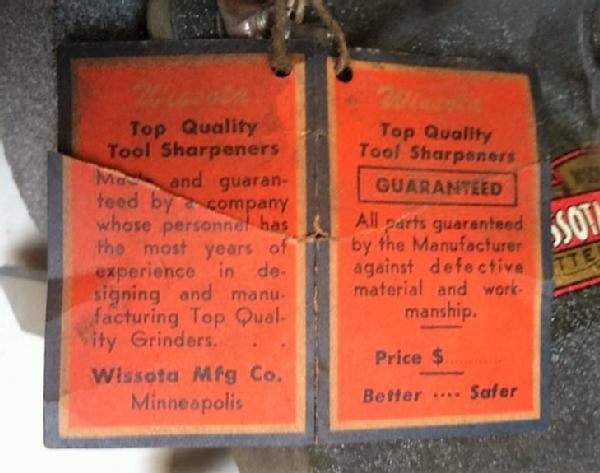 Wissota
Top Quality
Tool Sharpeners
Made and guaran-
teed by a company
whose personnel has
the most years of
experience in de-
signing and manu-
facturing Top Qual-
ity Grinders. . .
Wissota Mfg Co.
Minneapolis
Wissota
Top Quality
Tool Sharpeners
GUARANTEED
All parts guaranteed
by the Manufacturer
against defective
material and work-
manship.
Price $..........
Better .... Safer
SSOT
TTE